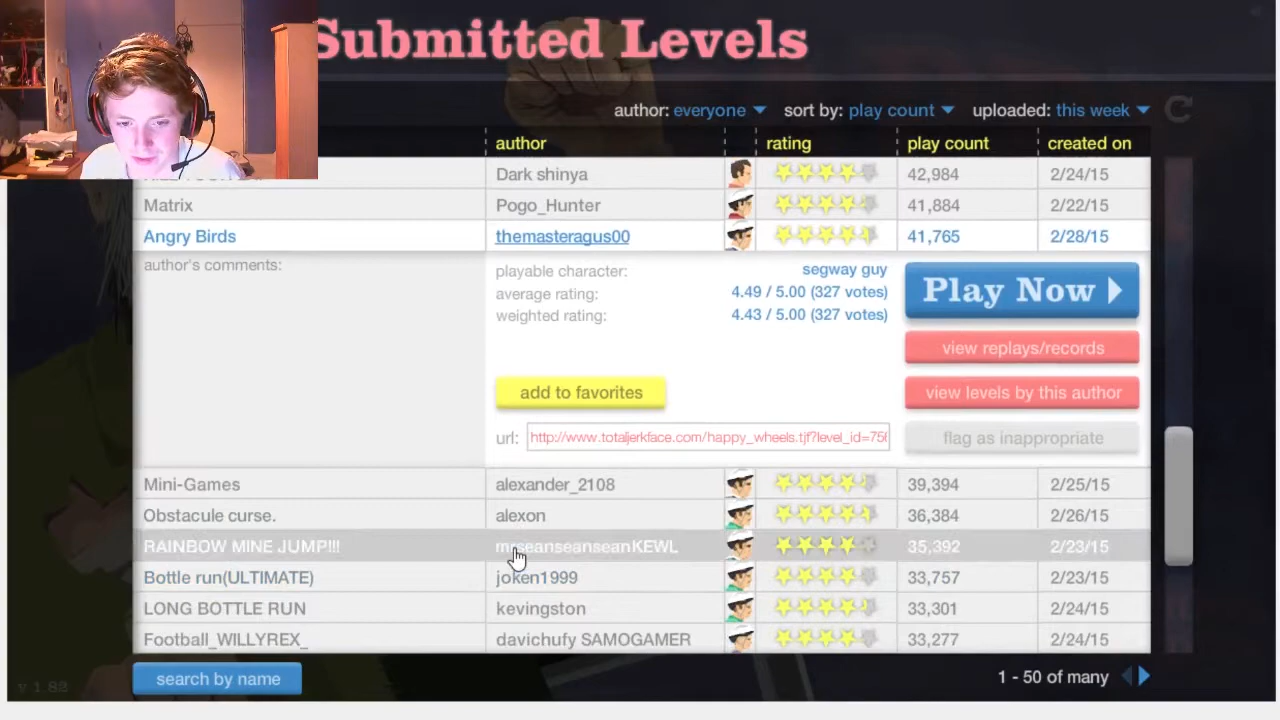 Submitted Levels
author: everyone sort by: play count uploaded: this week
author rating play count created on
Dark shinya 42,984 2/24/15
Matrix Pogo_Hunter 41,884 2/22/15
Angry Birds themasteragus00 41,765 2/28/15
author's comments: playable character: segway guy
average rating: 4.49 / 5.00 (327 votes)
weighted rating: 4.43 / 5.00 (327 votes)
Play Now
view replays/records
add to favorites view levels by this author
url: http://www.totaljerkface.com/happy_wheels.tjf?level_id=75 flag as inappropriate
Mini-Games alexander_2108 39,394 2/25/15
Obstacule curse. alexon 36,384 2/26/15
RAINBOW MINE JUMP!!! mrseanseanseanKEWL 35,392 2/23/15
Bottle run(ULTIMATE) joken1999 33,757 2/23/15
LONG BOTTLE RUN kevingston 33,301 2/24/15
Football_WILLYREX_ davichufy SAMOGAMER 33,277 2/24/15
search by name 1 - 50 of many
v 1.82